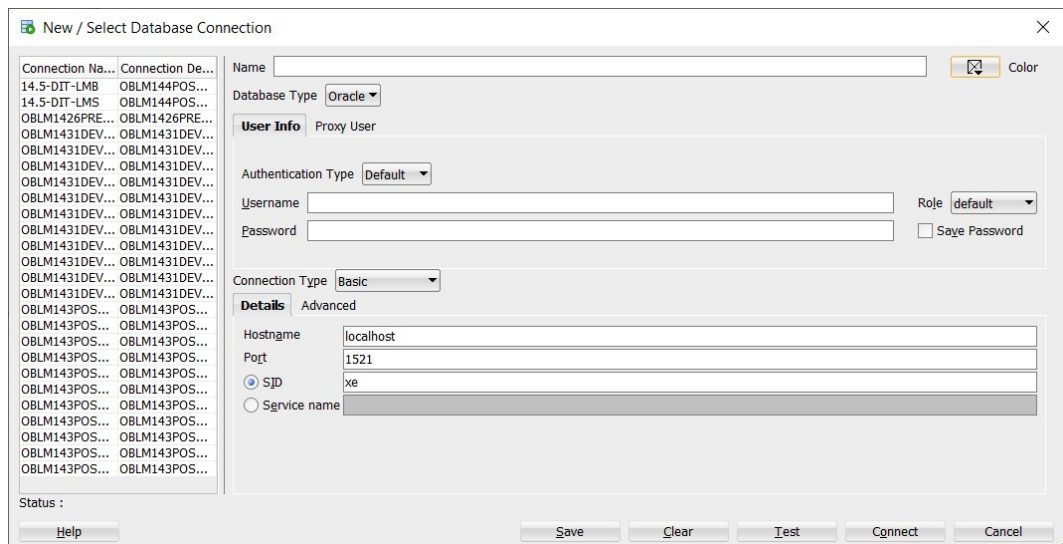 New / Select Database Connection
Connection Na... Connection De...
14.5-DIT-LMB OBLM144POS...
14.5-DIT-LMS OBLM144POS...
OBLM1426PRE... OBLM1426PRE...
OBLM1431DEV... OBLM1431DEV...
OBLM1431DEV... OBLM1431DEV...
OBLM1431DEV... OBLM1431DEV...
OBLM1431DEV... OBLM1431DEV...
OBLM1431DEV... OBLM1431DEV...
OBLM1431DEV... OBLM1431DEV...
OBLM1431DEV... OBLM1431DEV...
OBLM1431DEV... OBLM1431DEV...
OBLM1431DEV... OBLM1431DEV...
OBLM1431DEV... OBLM1431DEV...
OBLM1431DEV... OBLM1431DEV...
OBLM143POS... OBLM143POS...
OBLM143POS... OBLM143POS...
OBLM143POS... OBLM143POS...
OBLM143POS... OBLM143POS...
OBLM143POS... OBLM143POS...
OBLM143POS... OBLM143POS...
OBLM143POS... OBLM143POS...
OBLM143POS... OBLM143POS...
OBLM143POS... OBLM143POS...
OBLM143POS... OBLM143POS...
OBLM143POS... OBLM143POS...
Name Color
Database Type Oracle
User Info Proxy User
Authentication Type Default
Username Role default
Password Save Password
Connection Type Basic
Details Advanced
Hostname localhost
Port 1521
SID xe
Service name
Status :
Help Save Clear Test Connect Cancel